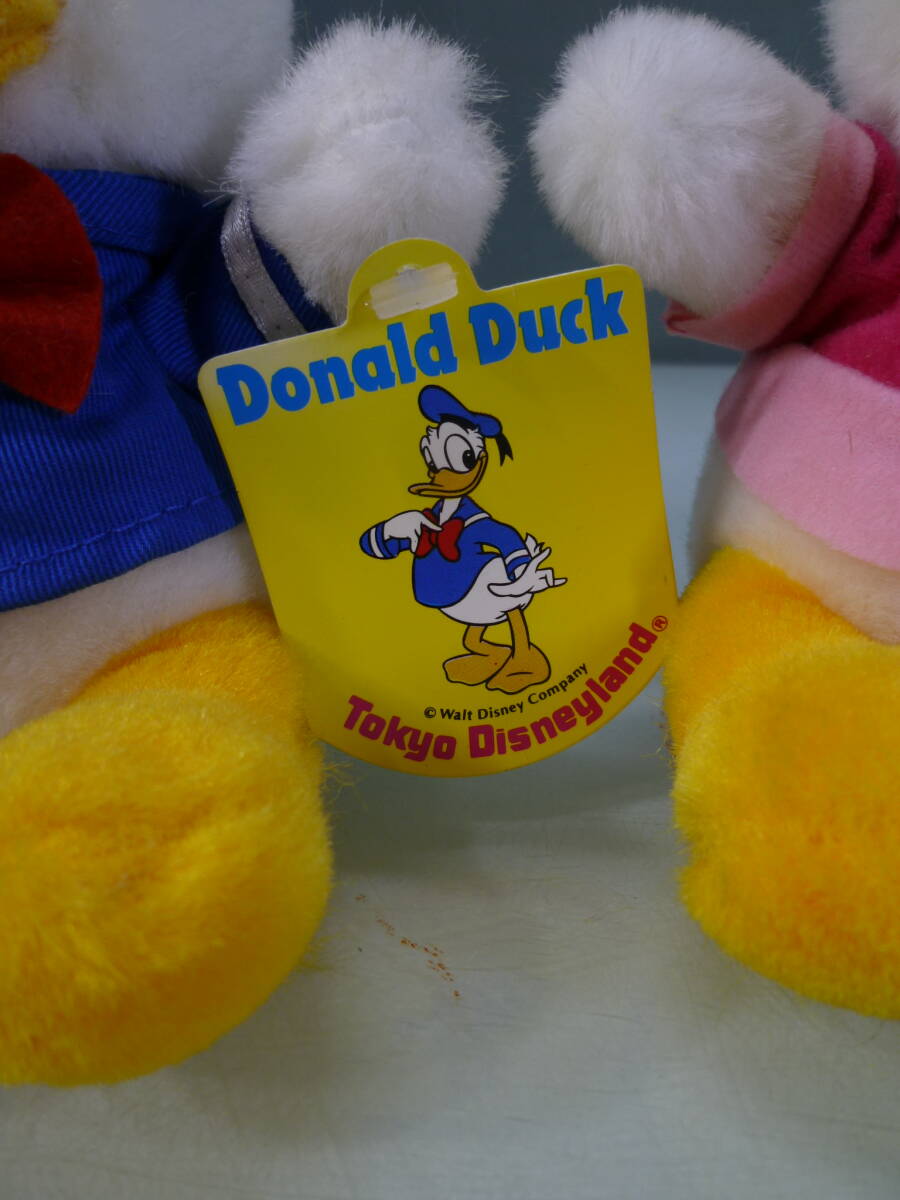 Donald Duck
© Walt Disney Company
Tokyo Disneyland®